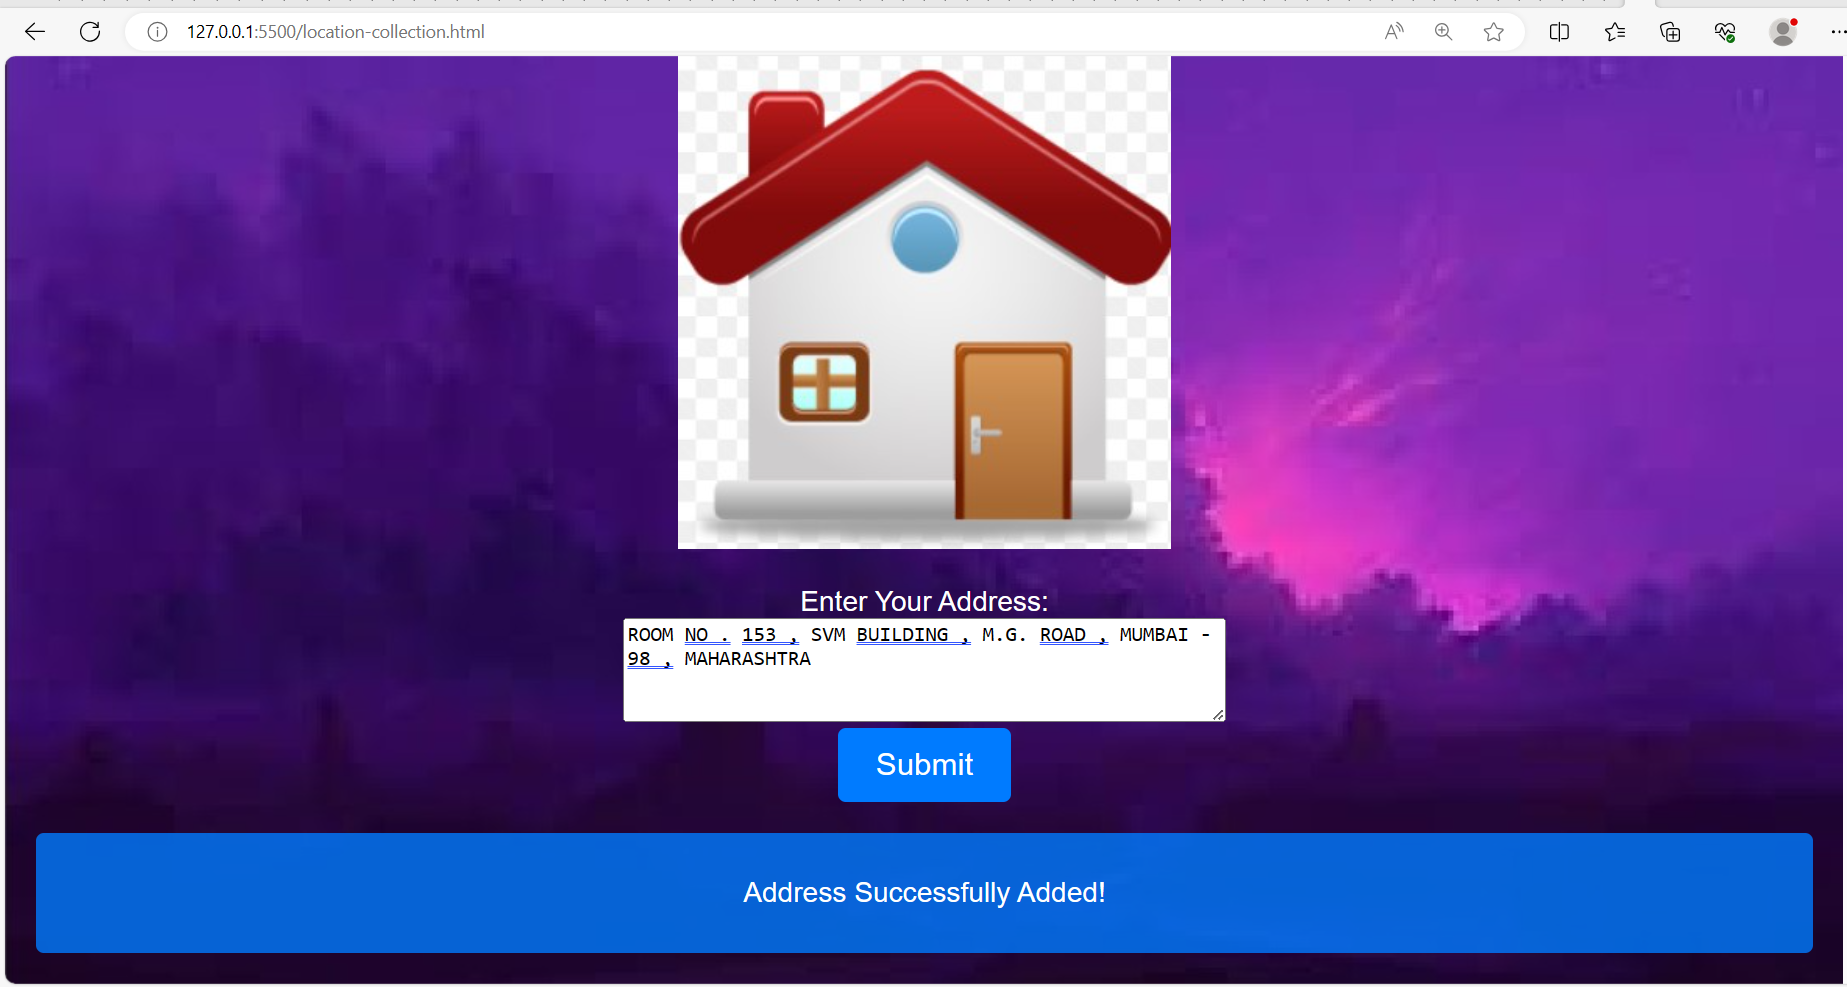 127.0.0.1:5500/location-collection.html
Enter Your Address:
ROOM NO . 153 , SVM BUILDING , M.G. ROAD , MUMBAI -
98 , MAHARASHTRA
Submit
Address Successfully Added!